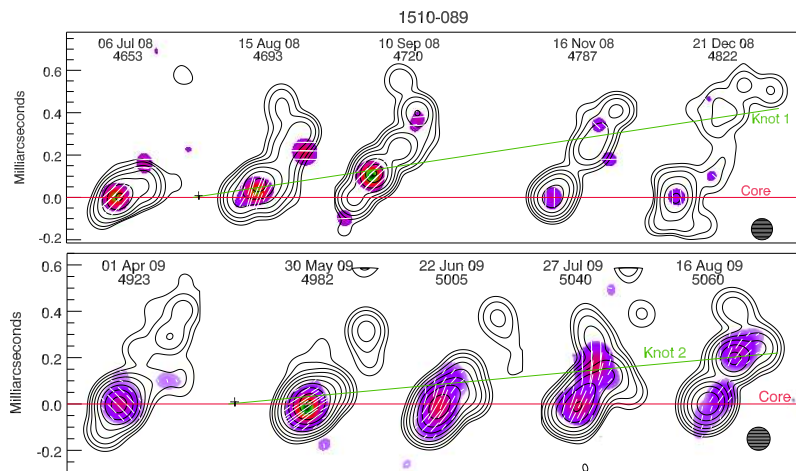 1510-089
06 Jul 08 15 Aug 08 10 Sep 08 16 Nov 08 21 Dec 08
4653 4693 4720 4787 4822
0.6
0.4
Knot 1
0.2
Core
0.0
-0.2
Milliarcseconds
0.6
01 Apr 09 30 May 09 22 Jun 09 27 Jul 09 16 Aug 09
4923 4982 5005 5040 5060
0.4
Knot 2
0.2
Core
0.0
-0.2
Milliarcseconds